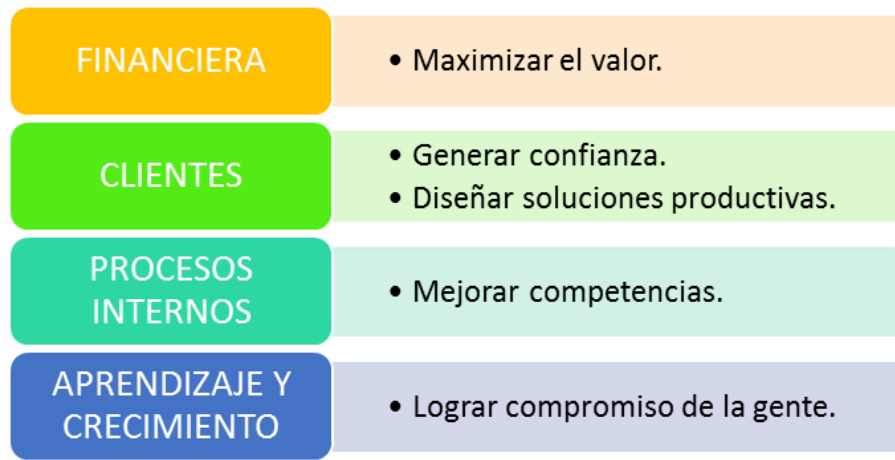 FINANCIERA
• Maximizar el valor.
CLIENTES
• Generar confianza.
• Diseñar soluciones productivas.
PROCESOS
INTERNOS
• Mejorar competencias.
APRENDIZAJE Y
CRECIMIENTO
• Lograr compromiso de la gente.